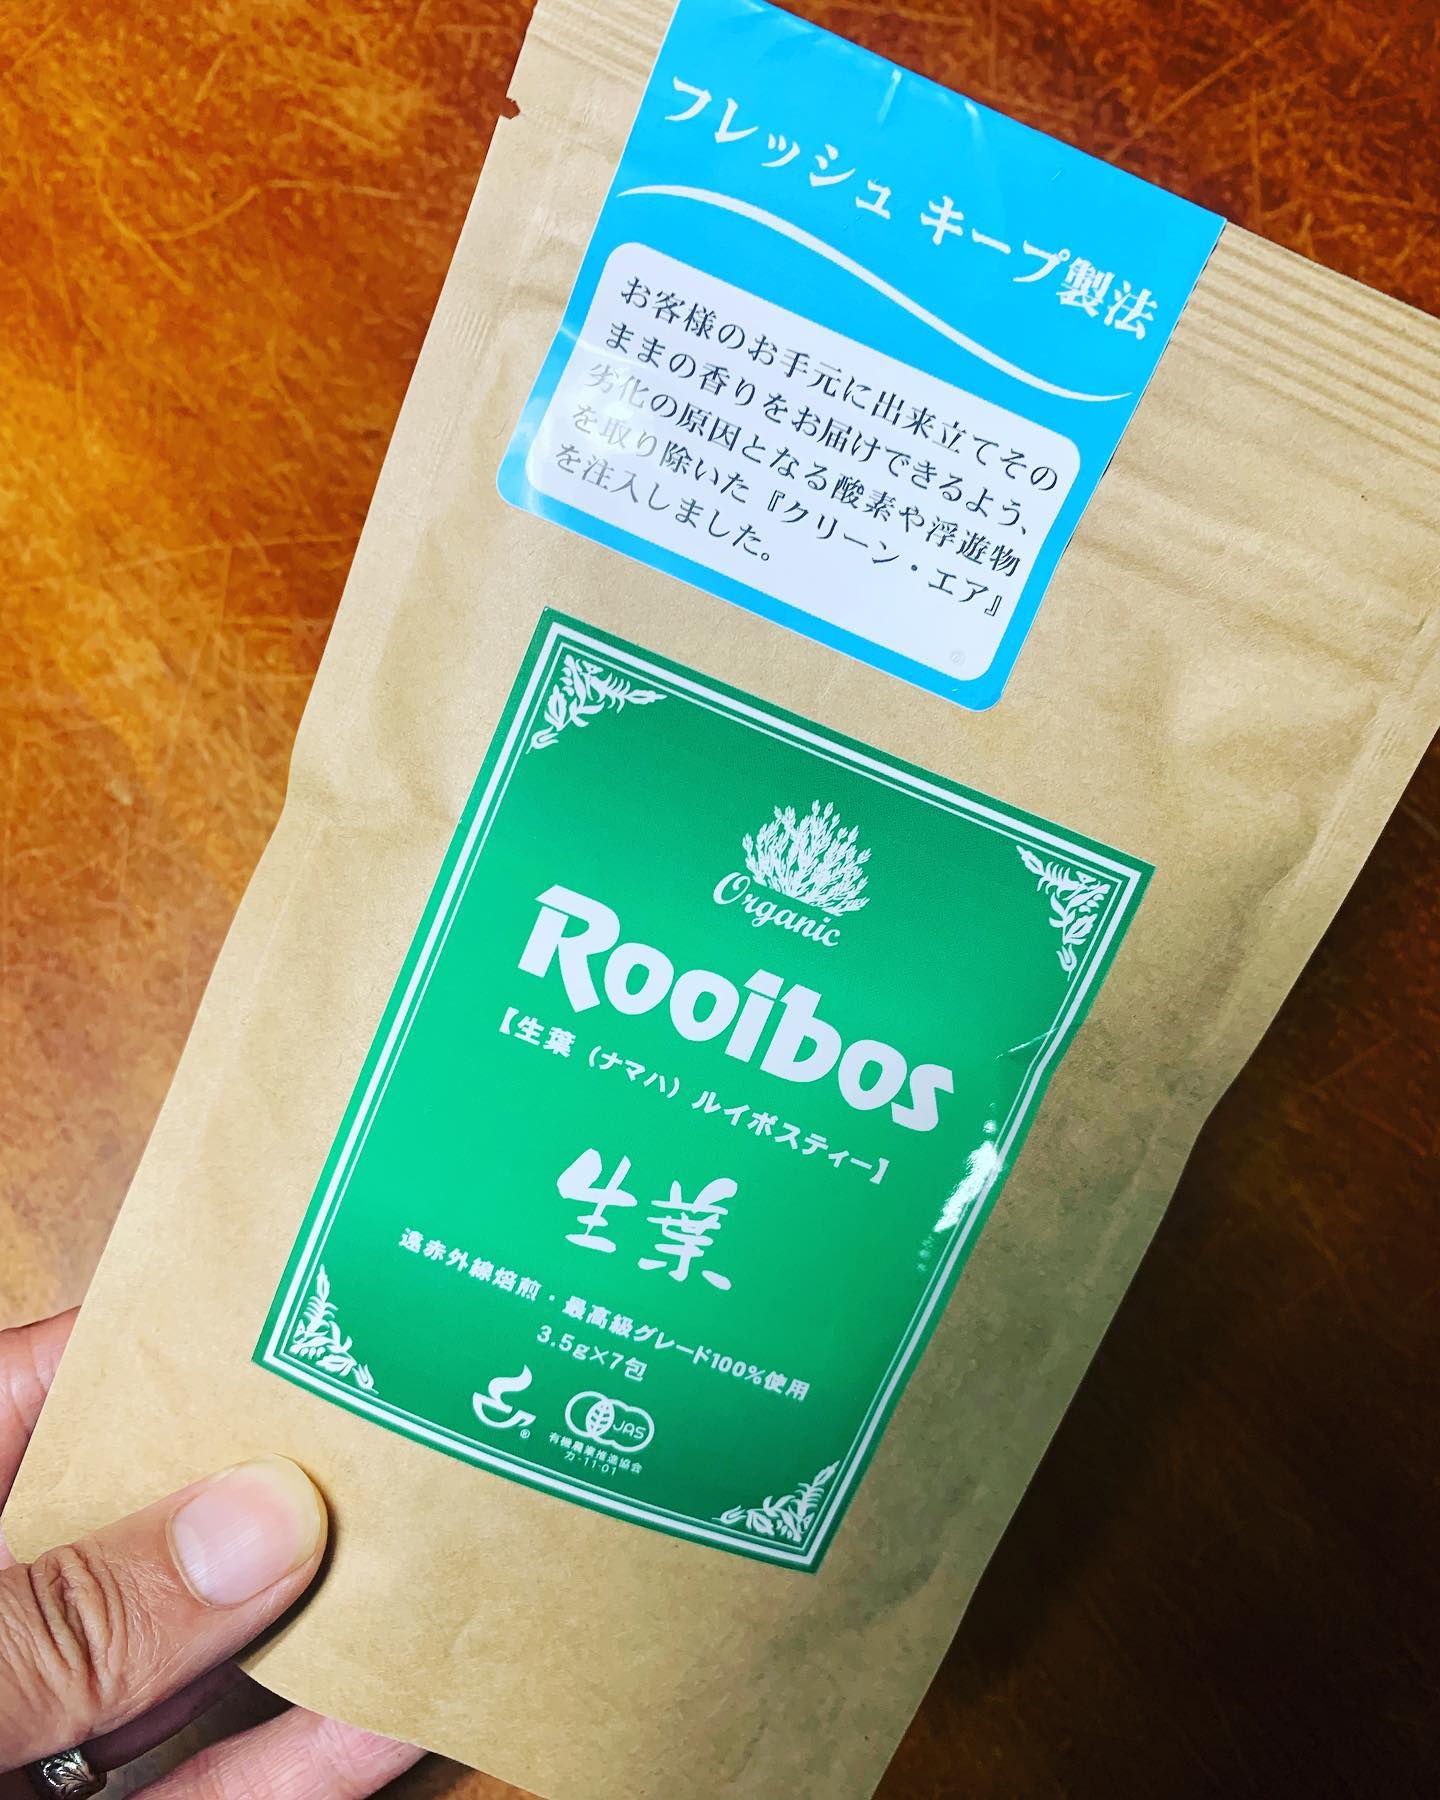 フレッシュ キープ製法
お客様のお手元に出来立てその
ままの香りをお届けできるよう、
劣化の原因となる酸素や浮遊物
を取り除いた『クリーン・エア』
を注入しました。
Organic
Rooibos
【生葉（ナマハ）ルイボスティー】
生葉
遠赤外線焙煎・最高級グレード100%使用
3.5g×7包
®
JAS
有機農業推進協会
カ-11-01